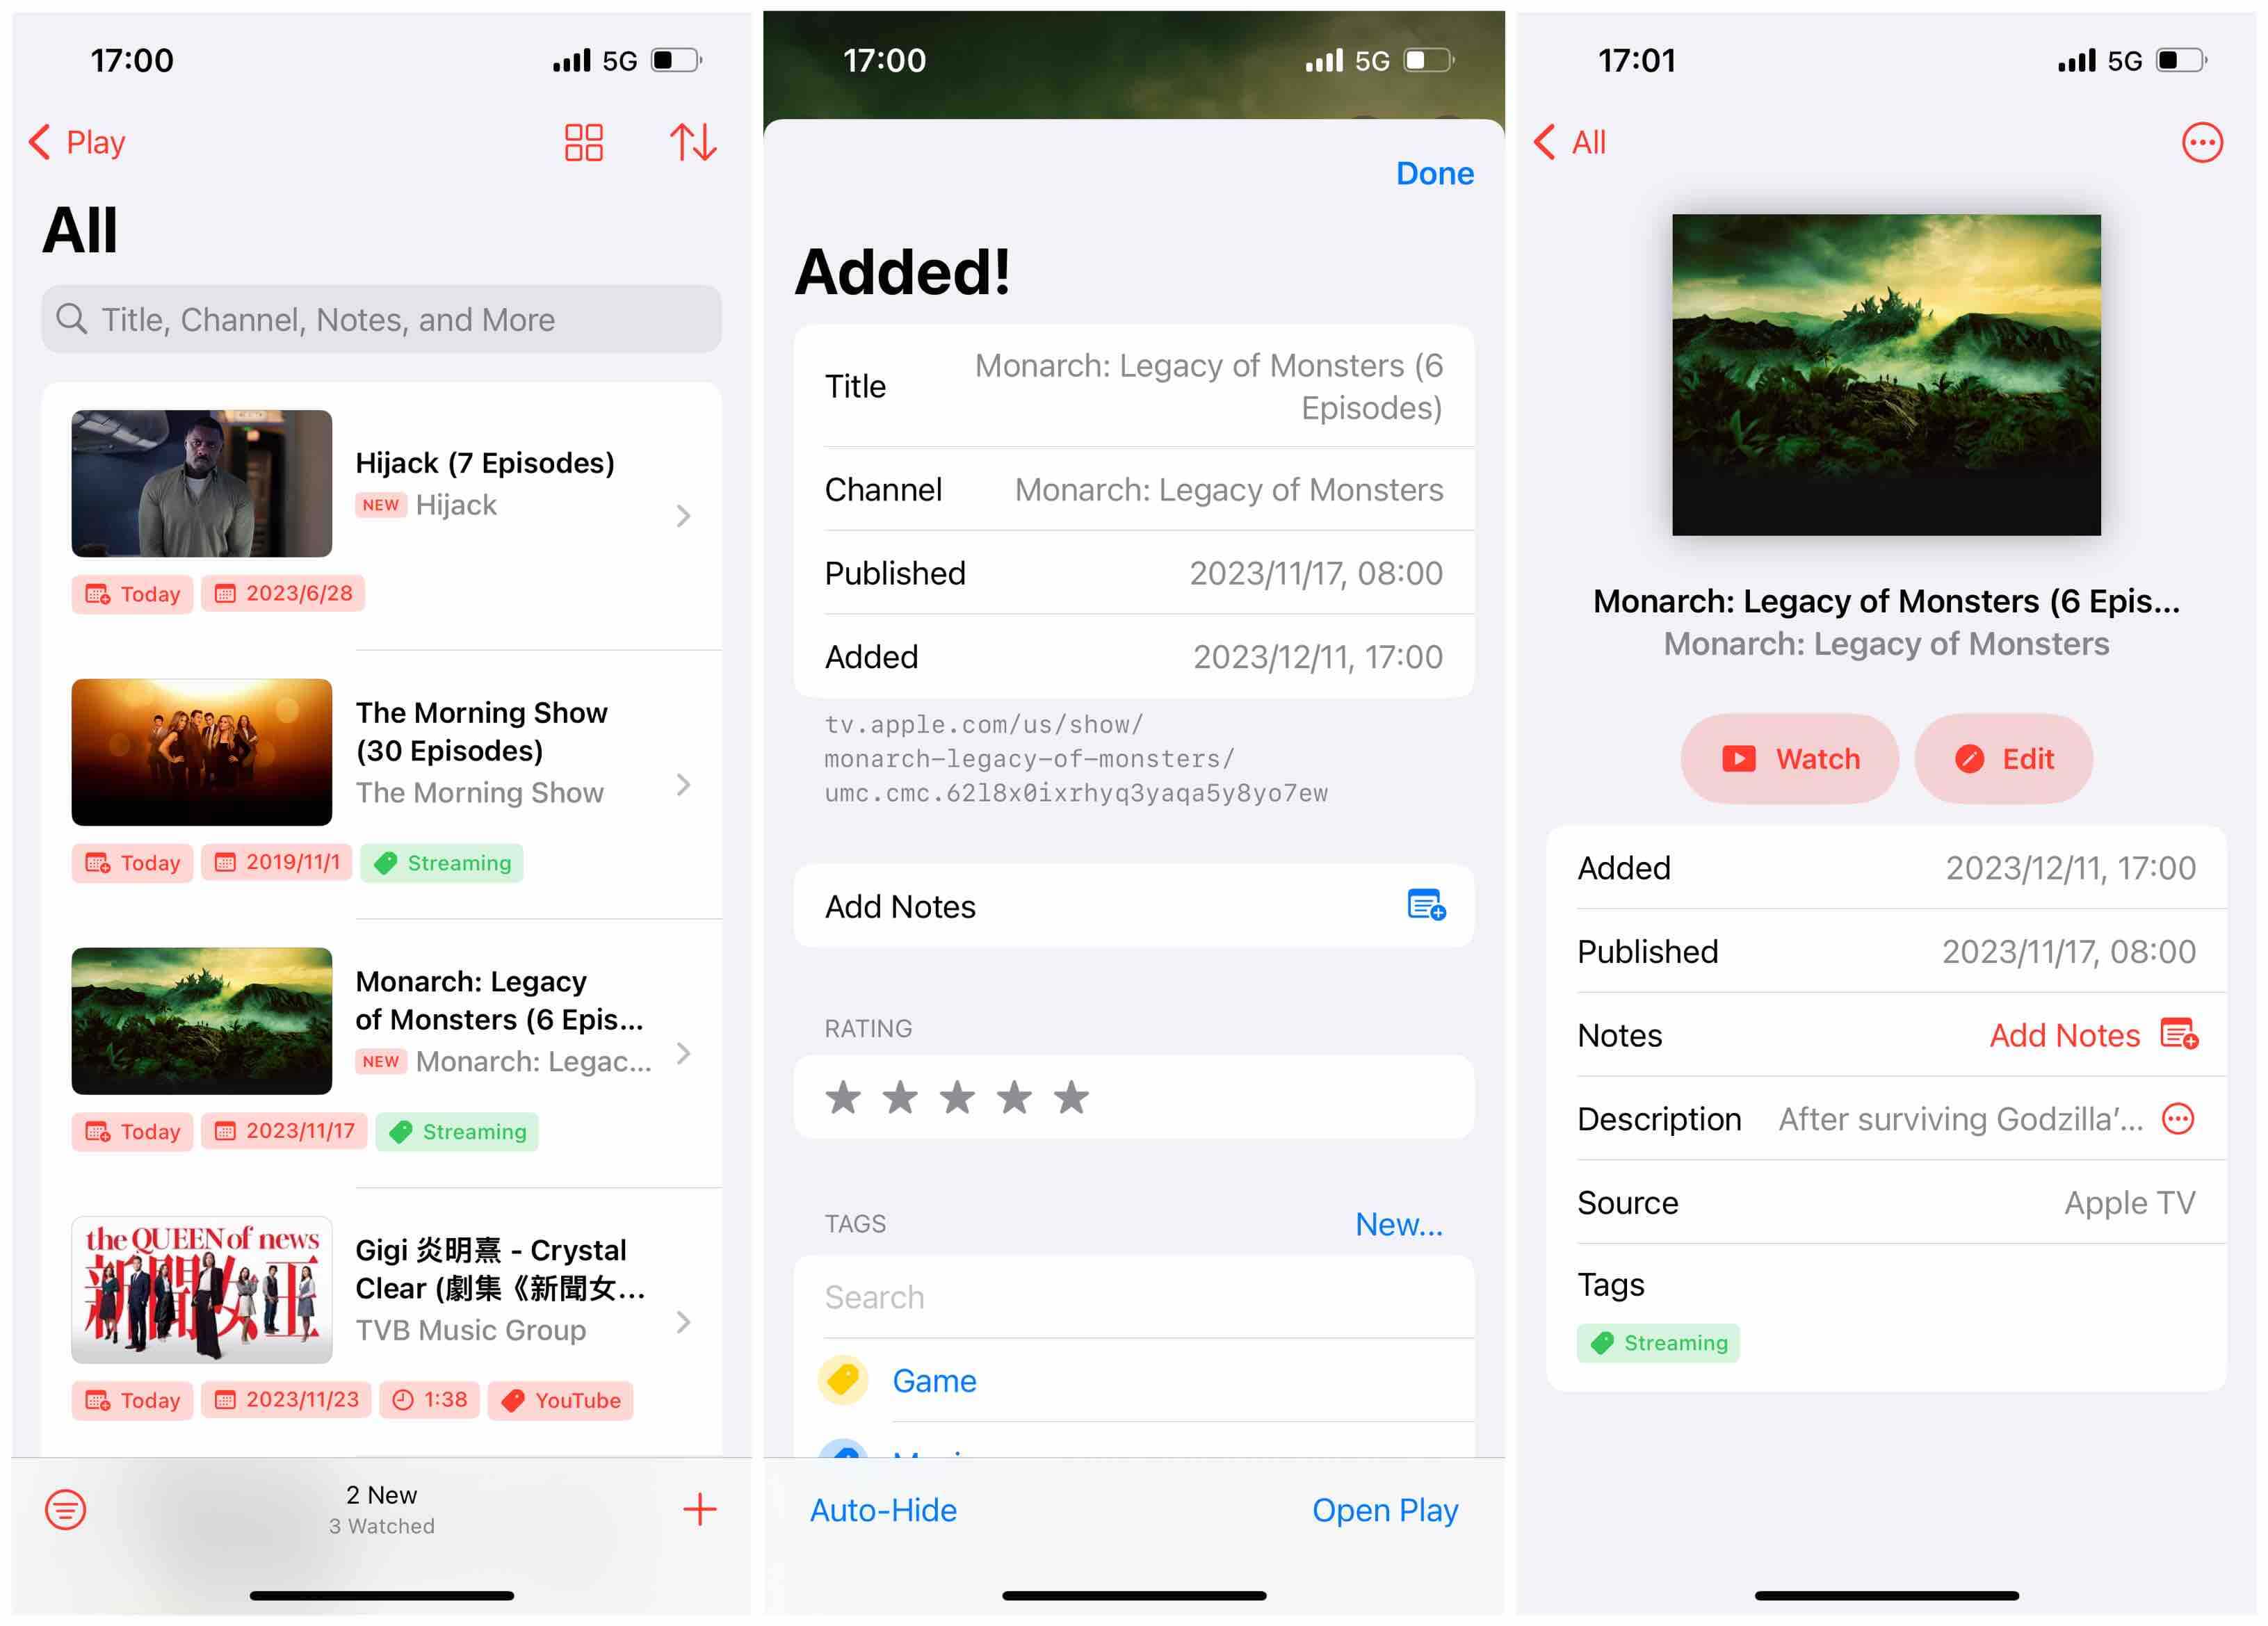 17:00
5G
Play
All
Title, Channel, Notes, and More
Hijack (7 Episodes)
NEW Hijack
Today 2023/6/28
The Morning Show
(30 Episodes)
The Morning Show
Today 2019/11/1 Streaming
Monarch: Legacy
of Monsters (6 Epis...
NEW Monarch: Legac...
Today 2023/11/17 Streaming
the QUEEN of news
新聞女王
Gigi 炎明熹 - Crystal
Clear (劇集《新聞女...
TVB Music Group
Today 2023/11/23 1:38 YouTube
2 New
3 Watched
17:00
5G
Done
Added!
Title
Monarch: Legacy of Monsters (6
Episodes)
Channel Monarch: Legacy of Monsters
Published 2023/11/17, 08:00
Added 2023/12/11, 17:00
tv.apple.com/us/show/
monarch-legacy-of-monsters/
umc.cmc.62l8x0ixrhyq3yaqa5y8yo7ew
Add Notes
RATING
TAGS New...
Search
Game
Auto-Hide Open Play
17:01
5G
All
Monarch: Legacy of Monsters (6 Epis...
Monarch: Legacy of Monsters
Watch Edit
Added 2023/12/11, 17:00
Published 2023/11/17, 08:00
Notes Add Notes
Description After surviving Godzilla'...
Source Apple TV
Tags
Streaming